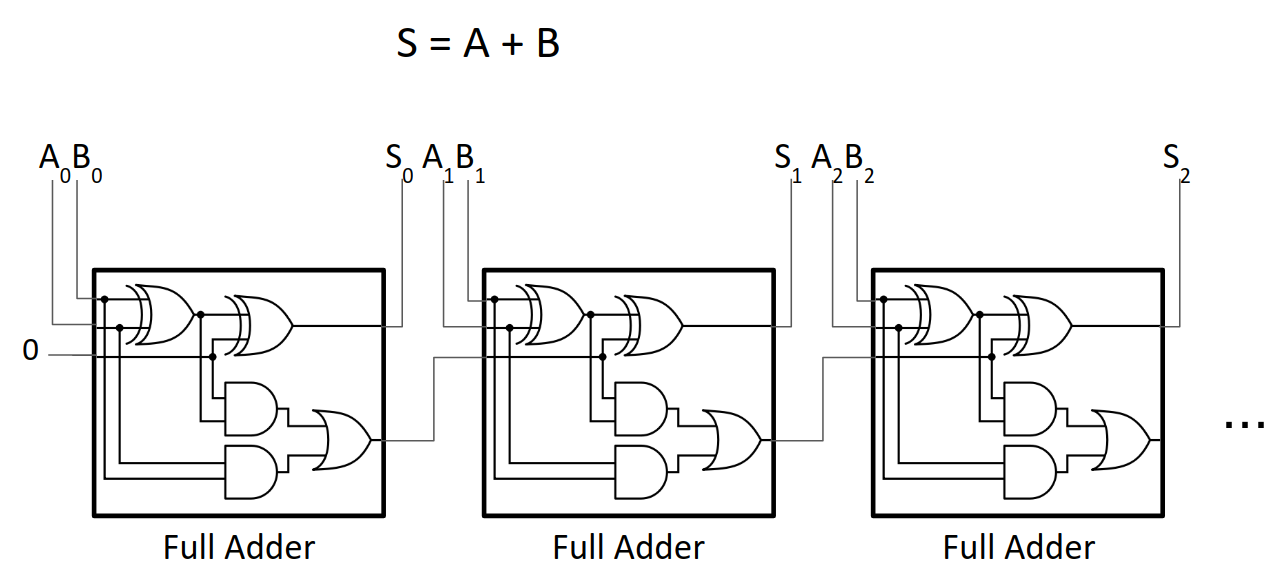 S = A + B
A₀B₀ S₀ A₁B₁ S₁ A₂B₂ S₂
0
...
Full Adder Full Adder Full Adder